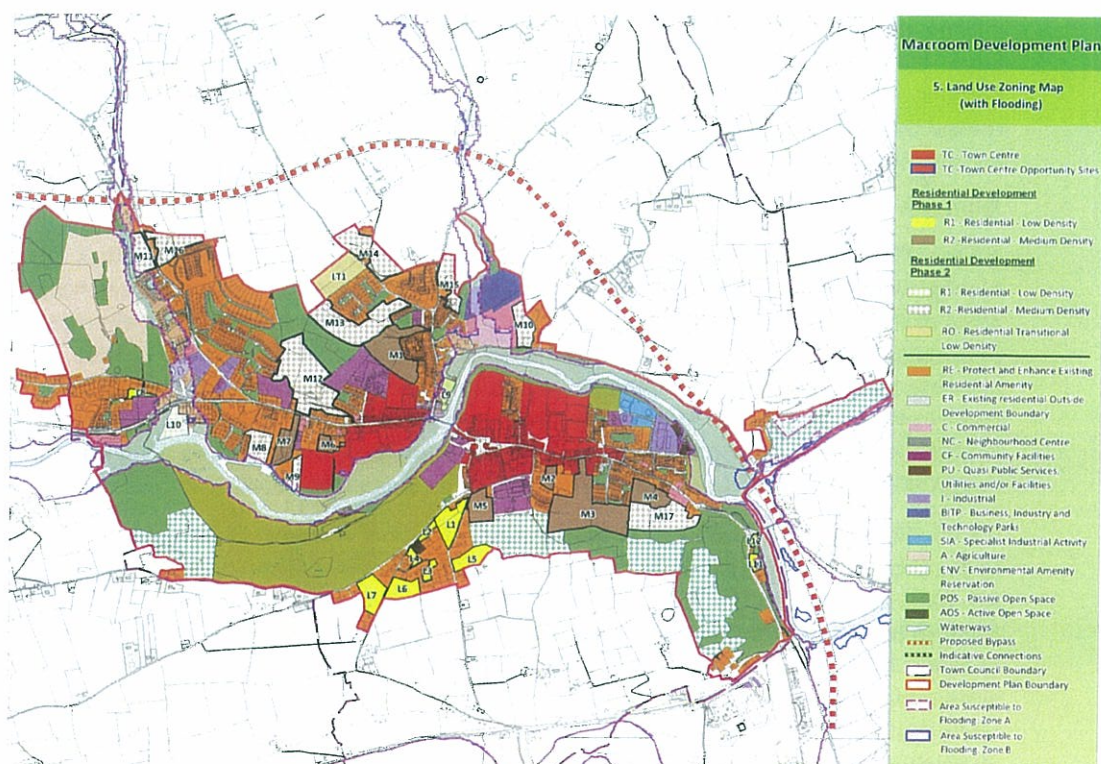 Macroom Development Plan
5. Land Use Zoning Map
(with Flooding)
TC - Town Centre
TC - Town Centre Opportunity Sites
Residential Development
Phase 1
R1 - Residential - Low Density
R2 - Residential - Medium Density
Residential Development
Phase 2
R1 - Residential - Low Density
R2 - Residential - Medium Density
RO - Residential Transitional
Low Density
RE - Protect and Enhance Existing
Residential Amenity
ER - Existing residential Outside
Development Boundary
C - Commercial
NC - Neighbourhood Centre
CF - Community Facilities
PU - Quasi Public Services,
Utilities and/or Facilities
I - Industrial
BITP - Business, Industry and
Technology Parks
SIA - Specialist Industrial Activity
A - Agriculture
ENV - Environmental Amenity
Reservation
POS - Passive Open Space
AOS - Active Open Space
Waterways
Proposed Bypass
Indicative Connections
Town Council Boundary
Development Plan Boundary
Area Susceptible to
Flooding: Zone A
Area Susceptible to
Flooding: Zone B
M11
M16
M14
LT1
M15
M13
M10
M1
M12
L10
M8
M7
M6
M9
M2
M5
M3
M4
M17
L1
L5
L6
L7